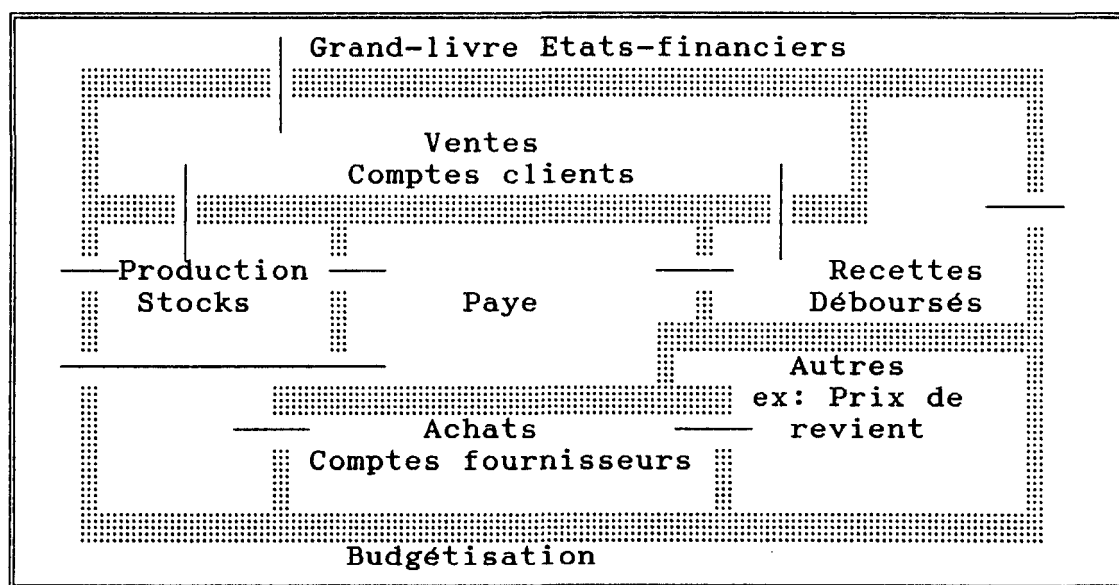 Grand-livre Etats-financiers
Ventes
Comptes clients
Production
Stocks
Paye
Recettes
Déboursés
Autres
ex: Prix de
revient
Achats
Comptes fournisseurs
Budgétisation